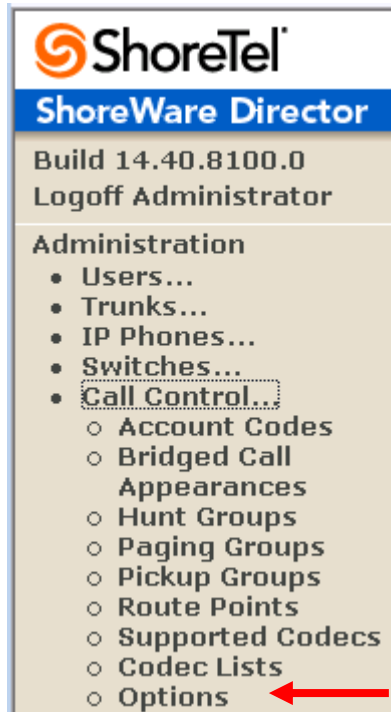 ShoreTel
ShoreWare Director
Build 14.40.8100.0
Logoff Administrator
Administration
• Users...
• Trunks...
• IP Phones...
• Switches...
• Call Control...
○ Account Codes
○ Bridged Call
Appearances
○ Hunt Groups
○ Paging Groups
○ Pickup Groups
○ Route Points
○ Supported Codecs
○ Codec Lists
○ Options